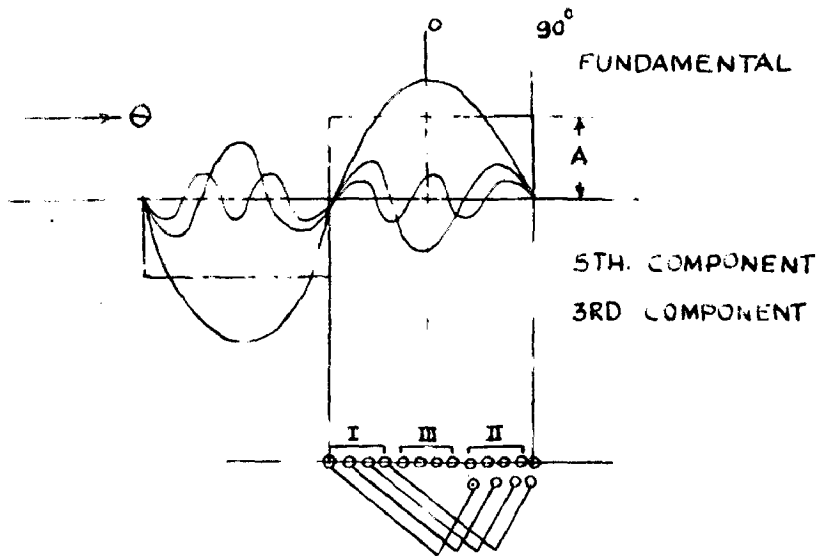 0 90°
FUNDAMENTAL
θ
A
5TH. COMPONENT
3RD COMPONENT
I III II